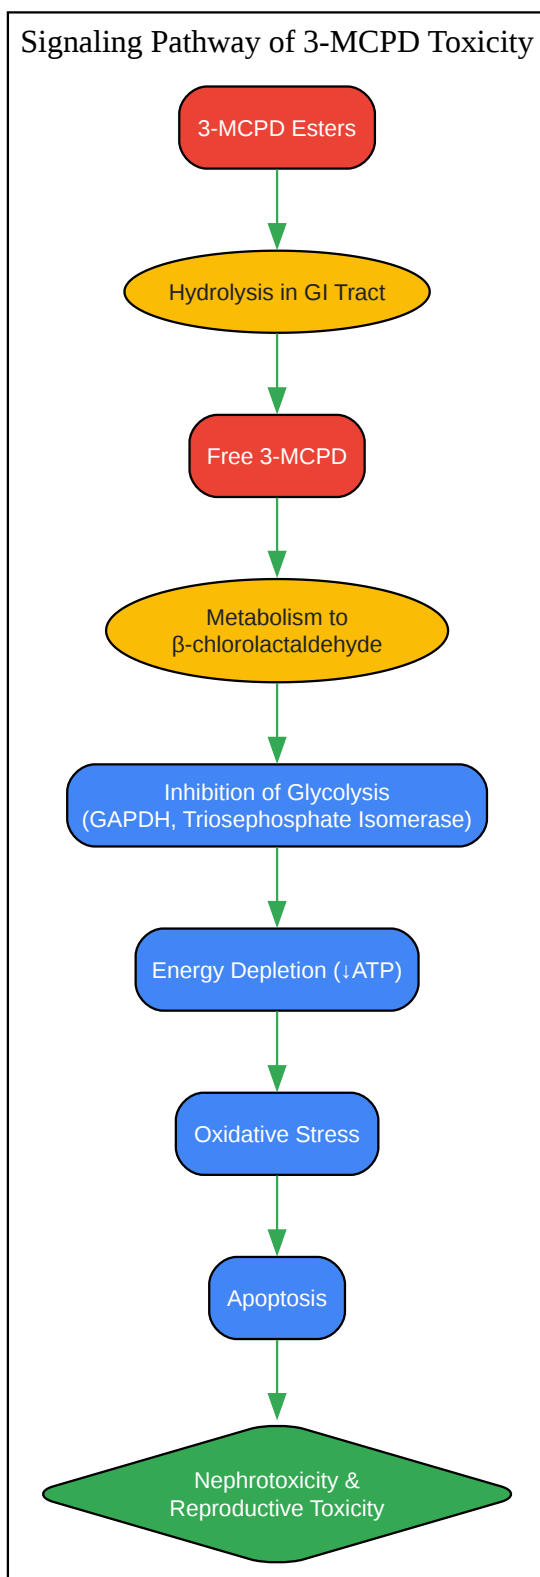 Signaling Pathway of 3-MCPD Toxicity
3-MCPD Esters
Hydrolysis in GI Tract
Free 3-MCPD
Metabolism to
β-chlorolactaldehyde
Inhibition of Glycolysis
(GAPDH, Triosephosphate Isomerase)
Energy Depletion (↓ATP)
Oxidative Stress
Apoptosis
Nephrotoxicity &
Reproductive Toxicity